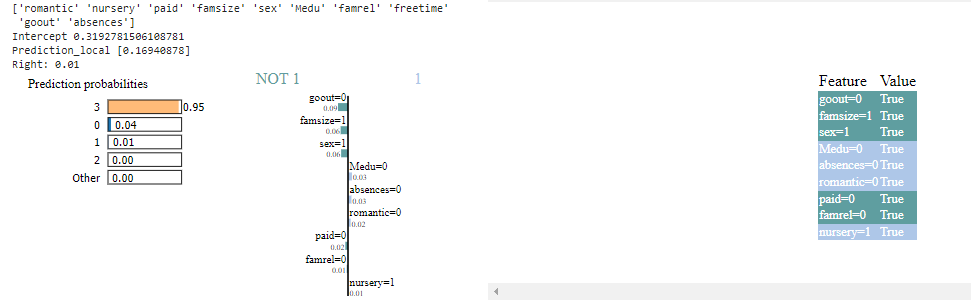 ['romantic' 'nursery' 'paid' 'famsize' 'sex' 'Medu' 'famrel' 'freetime'
'goout' 'absences']
Intercept 0.3192781506108781
Prediction_local [0.16940878]
Right: 0.01
Prediction probabilities
3 0.95
0 0.04
1 0.01
2 0.00
Other 0.00
NOT 1 1
goout=0
0.09
famsize=1
0.06
sex=1
0.06
Medu=0
0.03
absences=0
0.03
romantic=0
0.02
paid=0
0.02
famrel=0
0.01
nursery=1
0.01
Feature Value
goout=0 True
famsize=1 True
sex=1 True
Medu=0 True
absences=0 True
romantic=0 True
paid=0 True
famrel=0 True
nursery=1 True